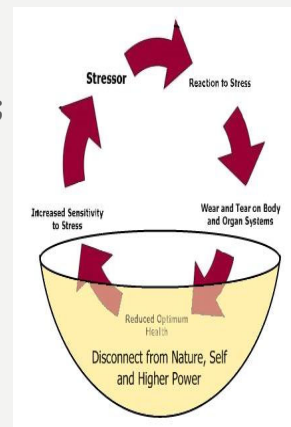 s
Stressor
Reaction to Stress
Wear and Tear on Body
and Organ Systems
Increased Sensitivity
to Stress
Reduced Optimum
Health
Disconnect from Nature, Self
and Higher Power